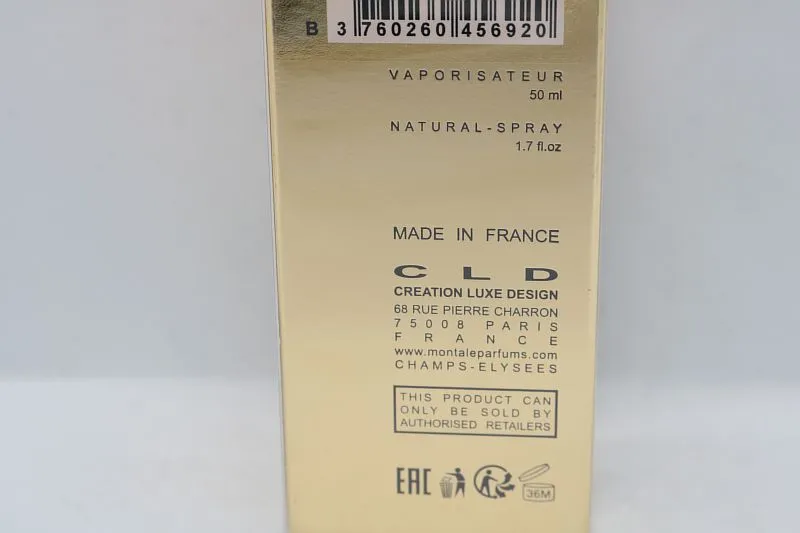 B 3 760260 456920
VAPORISATEUR
50 ml
NATURAL-SPRAY
1.7 fl.oz
MADE IN FRANCE
CLD
CREATION LUXE DESIGN
68 RUE PIERRE CHARRON
75008 PARIS
FRANCE
www.montaleparfums.com
CHAMPS-ELYSEES
THIS PRODUCT CAN
ONLY BE SOLD BY
AUTHORISED RETAILERS
EAC
36M